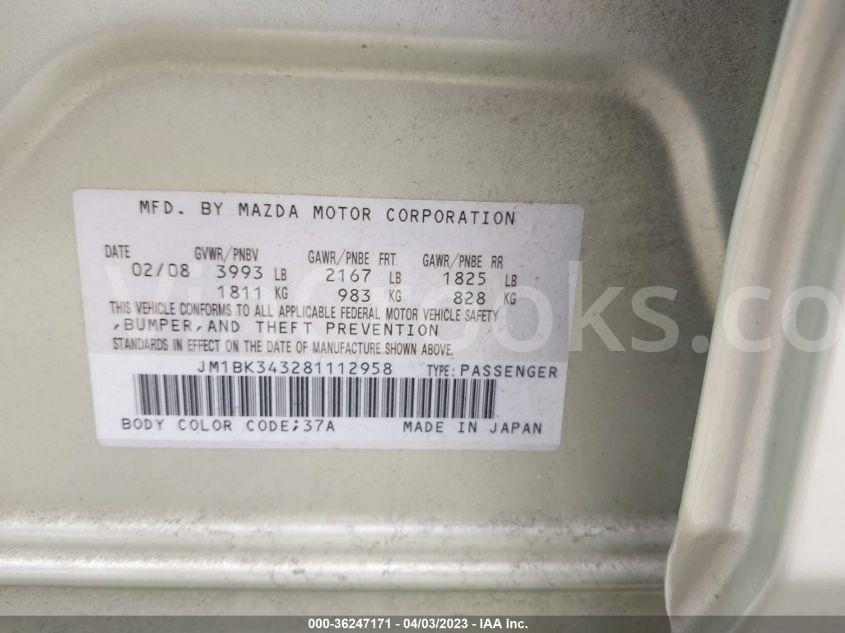 MFD. BY MAZDA MOTOR CORPORATION
DATE GVWR/PNBV GAWR/PNBE FRT GAWR/PNBE RR
02/08 3993 LB 2167 LB 1825 LB
1811 KG 983 KG 828 KG
THIS VEHICLE CONFORMS TO ALL APPLICABLE FEDERAL MOTOR VEHICLE SAFETY
,BUMPER,AND THEFT PREVENTION
STANDARDS IN EFFECT ON THE DATE OF MANUFACTURE SHOWN ABOVE.
JM1BK343281112958 TYPE:PASSENGER
BODY COLOR CODE;37A MADE IN JAPAN
000-36247171 - 04/03/2023 - IAA Inc.